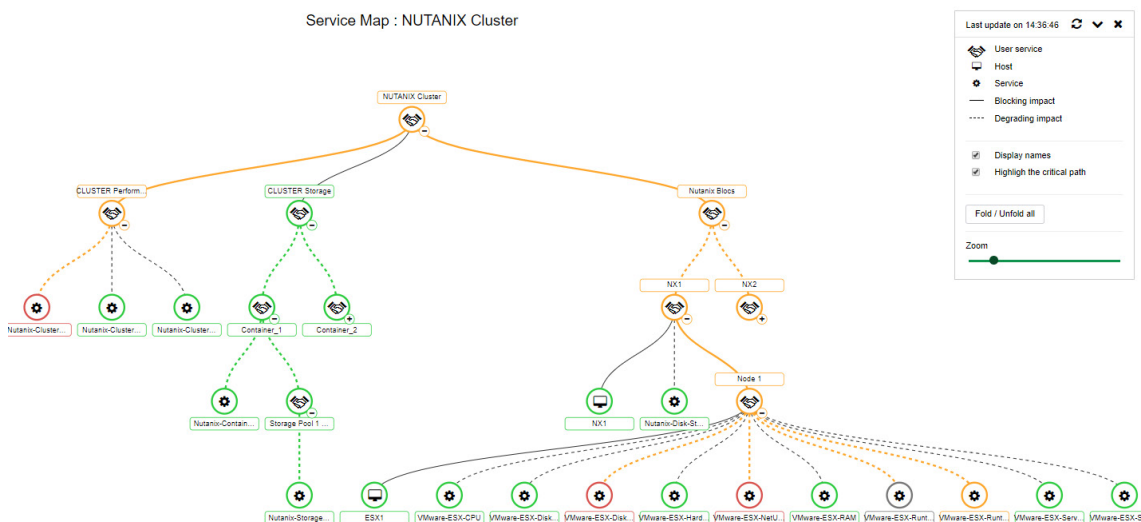 Service Map : NUTANIX Cluster
Last update on 14:36:46
User service
Host
Service
Blocking impact
Degrading impact
Display names
Highligh the critical path
Fold / Unfold all
Zoom
NUTANIX Cluster
CLUSTER Perform...
CLUSTER Storage
Nutanix Blocs
NX1
NX2
Nutanix-Cluster...
Nutanix-Cluster...
Nutanix-Cluster...
Container_1
Container_2
Node 1
Nutanix-Contain...
Storage Pool 1 ...
NX1
Nutanix-Disk-St...
Nutanix-Storage...
ESX1
VMware-ESX-CPU
VMware-ESX-Disk...
VMware-ESX-Disk...
VMware-ESX-Hard...
VMware-ESX-NetU...
VMware-ESX-RAM
VMware-ESX-Runt...
VMware-ESX-Runt...
VMware-ESX-Serv...
VMware-ESX-